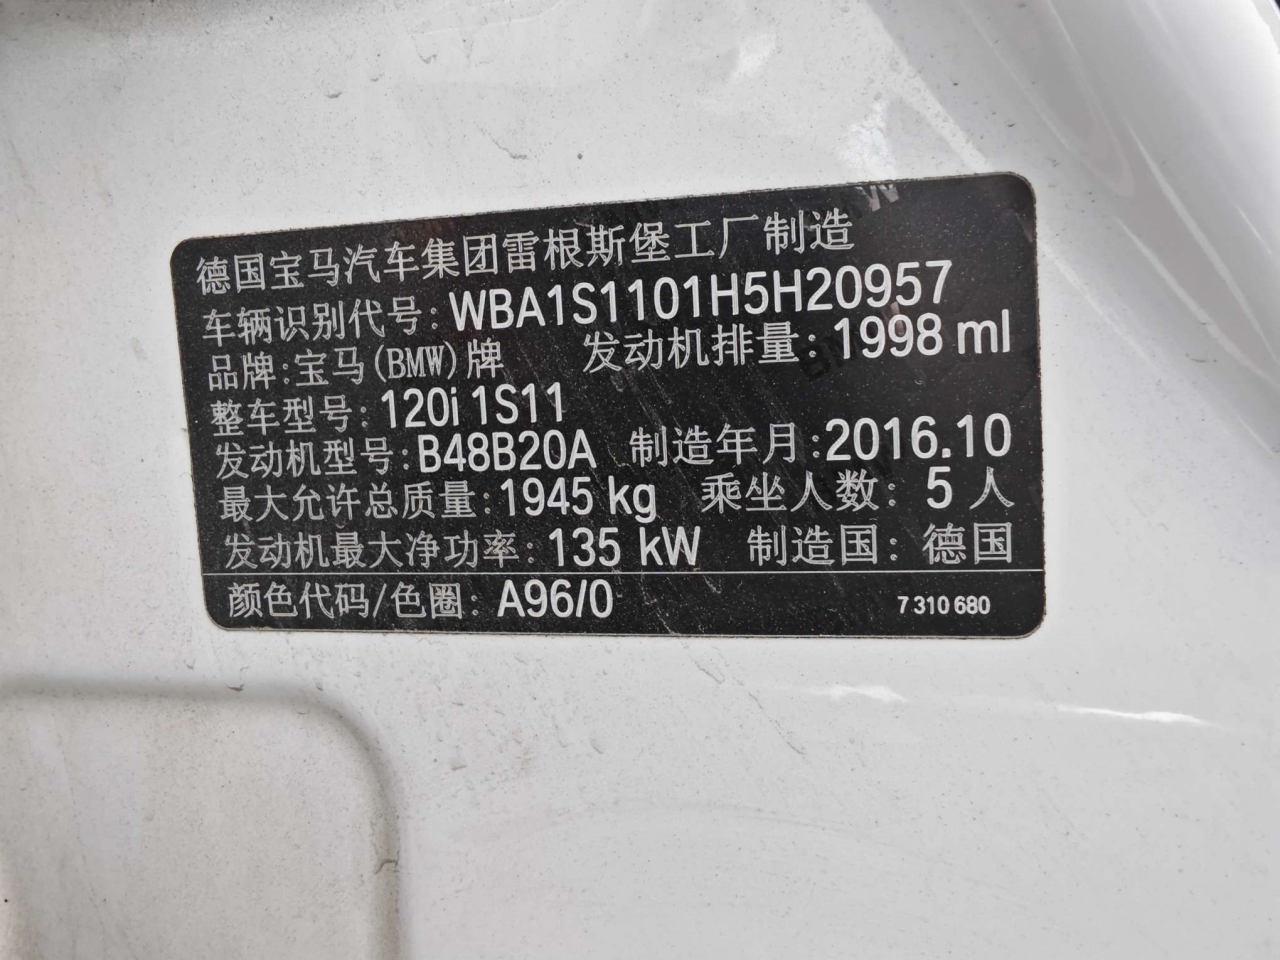 德国宝马汽车集团雷根斯堡工厂制造
车辆识别代号: WBA1S1101H5H20957
品牌:宝马(BMW)牌 发动机排量: 1998 ml
整车型号: 120i 1S11
发动机型号: B48B20A 制造年月:2016.10
最大允许总质量: 1945 kg 乘坐人数: 5 人
发动机最大净功率: 135 kW 制造国: 德国
颜色代码/色圈: A96/0 7 310 680